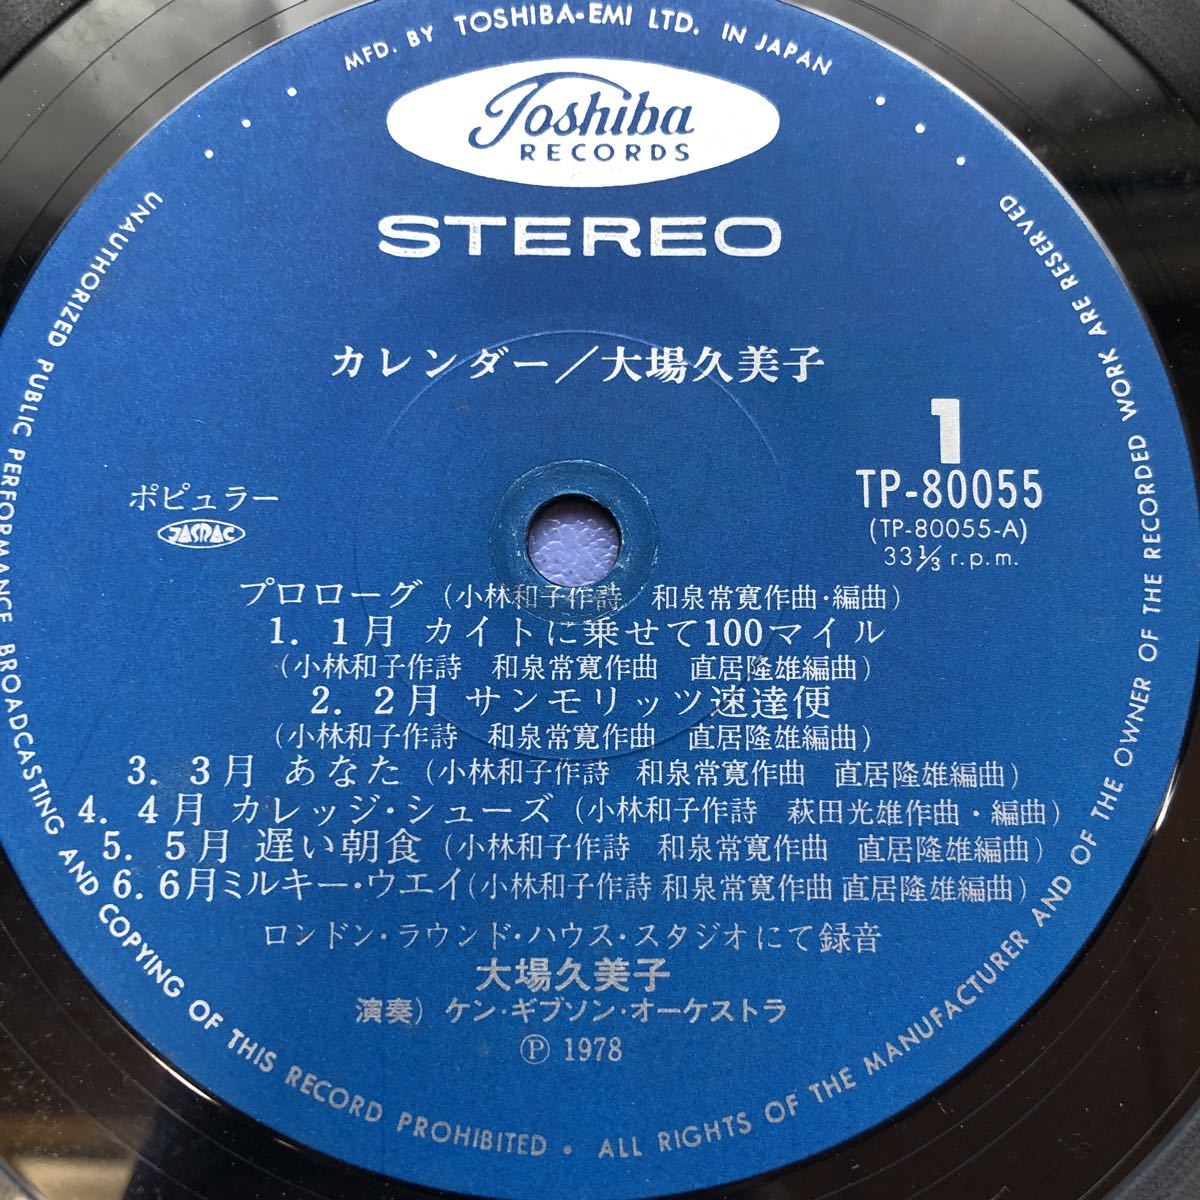 MFD. BY TOSHIBA-EMI LTD. IN JAPAN
Toshiba
RECORDS
STEREO
カレンダー／大場久美子
1
TP-80055
(TP-80055-A)
33⅓ r.p.m.
ポピュラー
JASRAC
プロローグ (小林和子作詩 和泉常寛作曲・編曲)
1. 1月 カイトに乗せて100マイル
(小林和子作詩 和泉常寛作曲 直居隆雄編曲)
2. 2月 サンモリッツ速達便
(小林和子作詩 和泉常寛作曲 直居隆雄編曲)
3. 3月 あなた (小林和子作詩 和泉常寛作曲 直居隆雄編曲)
4. 4月 カレッジ・シューズ (小林和子作詩 萩田光雄作曲・編曲)
5. 5月 遅い朝食 (小林和子作詩 和泉常寛作曲 直居隆雄編曲)
6. 6月 ミルキー・ウエイ (小林和子作詩 和泉常寛作曲 直居隆雄編曲)
ロンドン・ラウンド・ハウス・スタジオにて録音
大場久美子
演奏) ケン・ギブソン・オーケストラ
Ⓟ 1978
UNAUTHORIZED PUBLIC PERFORMANCE BROADCASTING AND COPYING OF THIS RECORD PROHIBITED • ALL RIGHTS OF THE MANUFACTURER AND OF THE OWNER OF THE RECORDED WORK ARE RESERVED